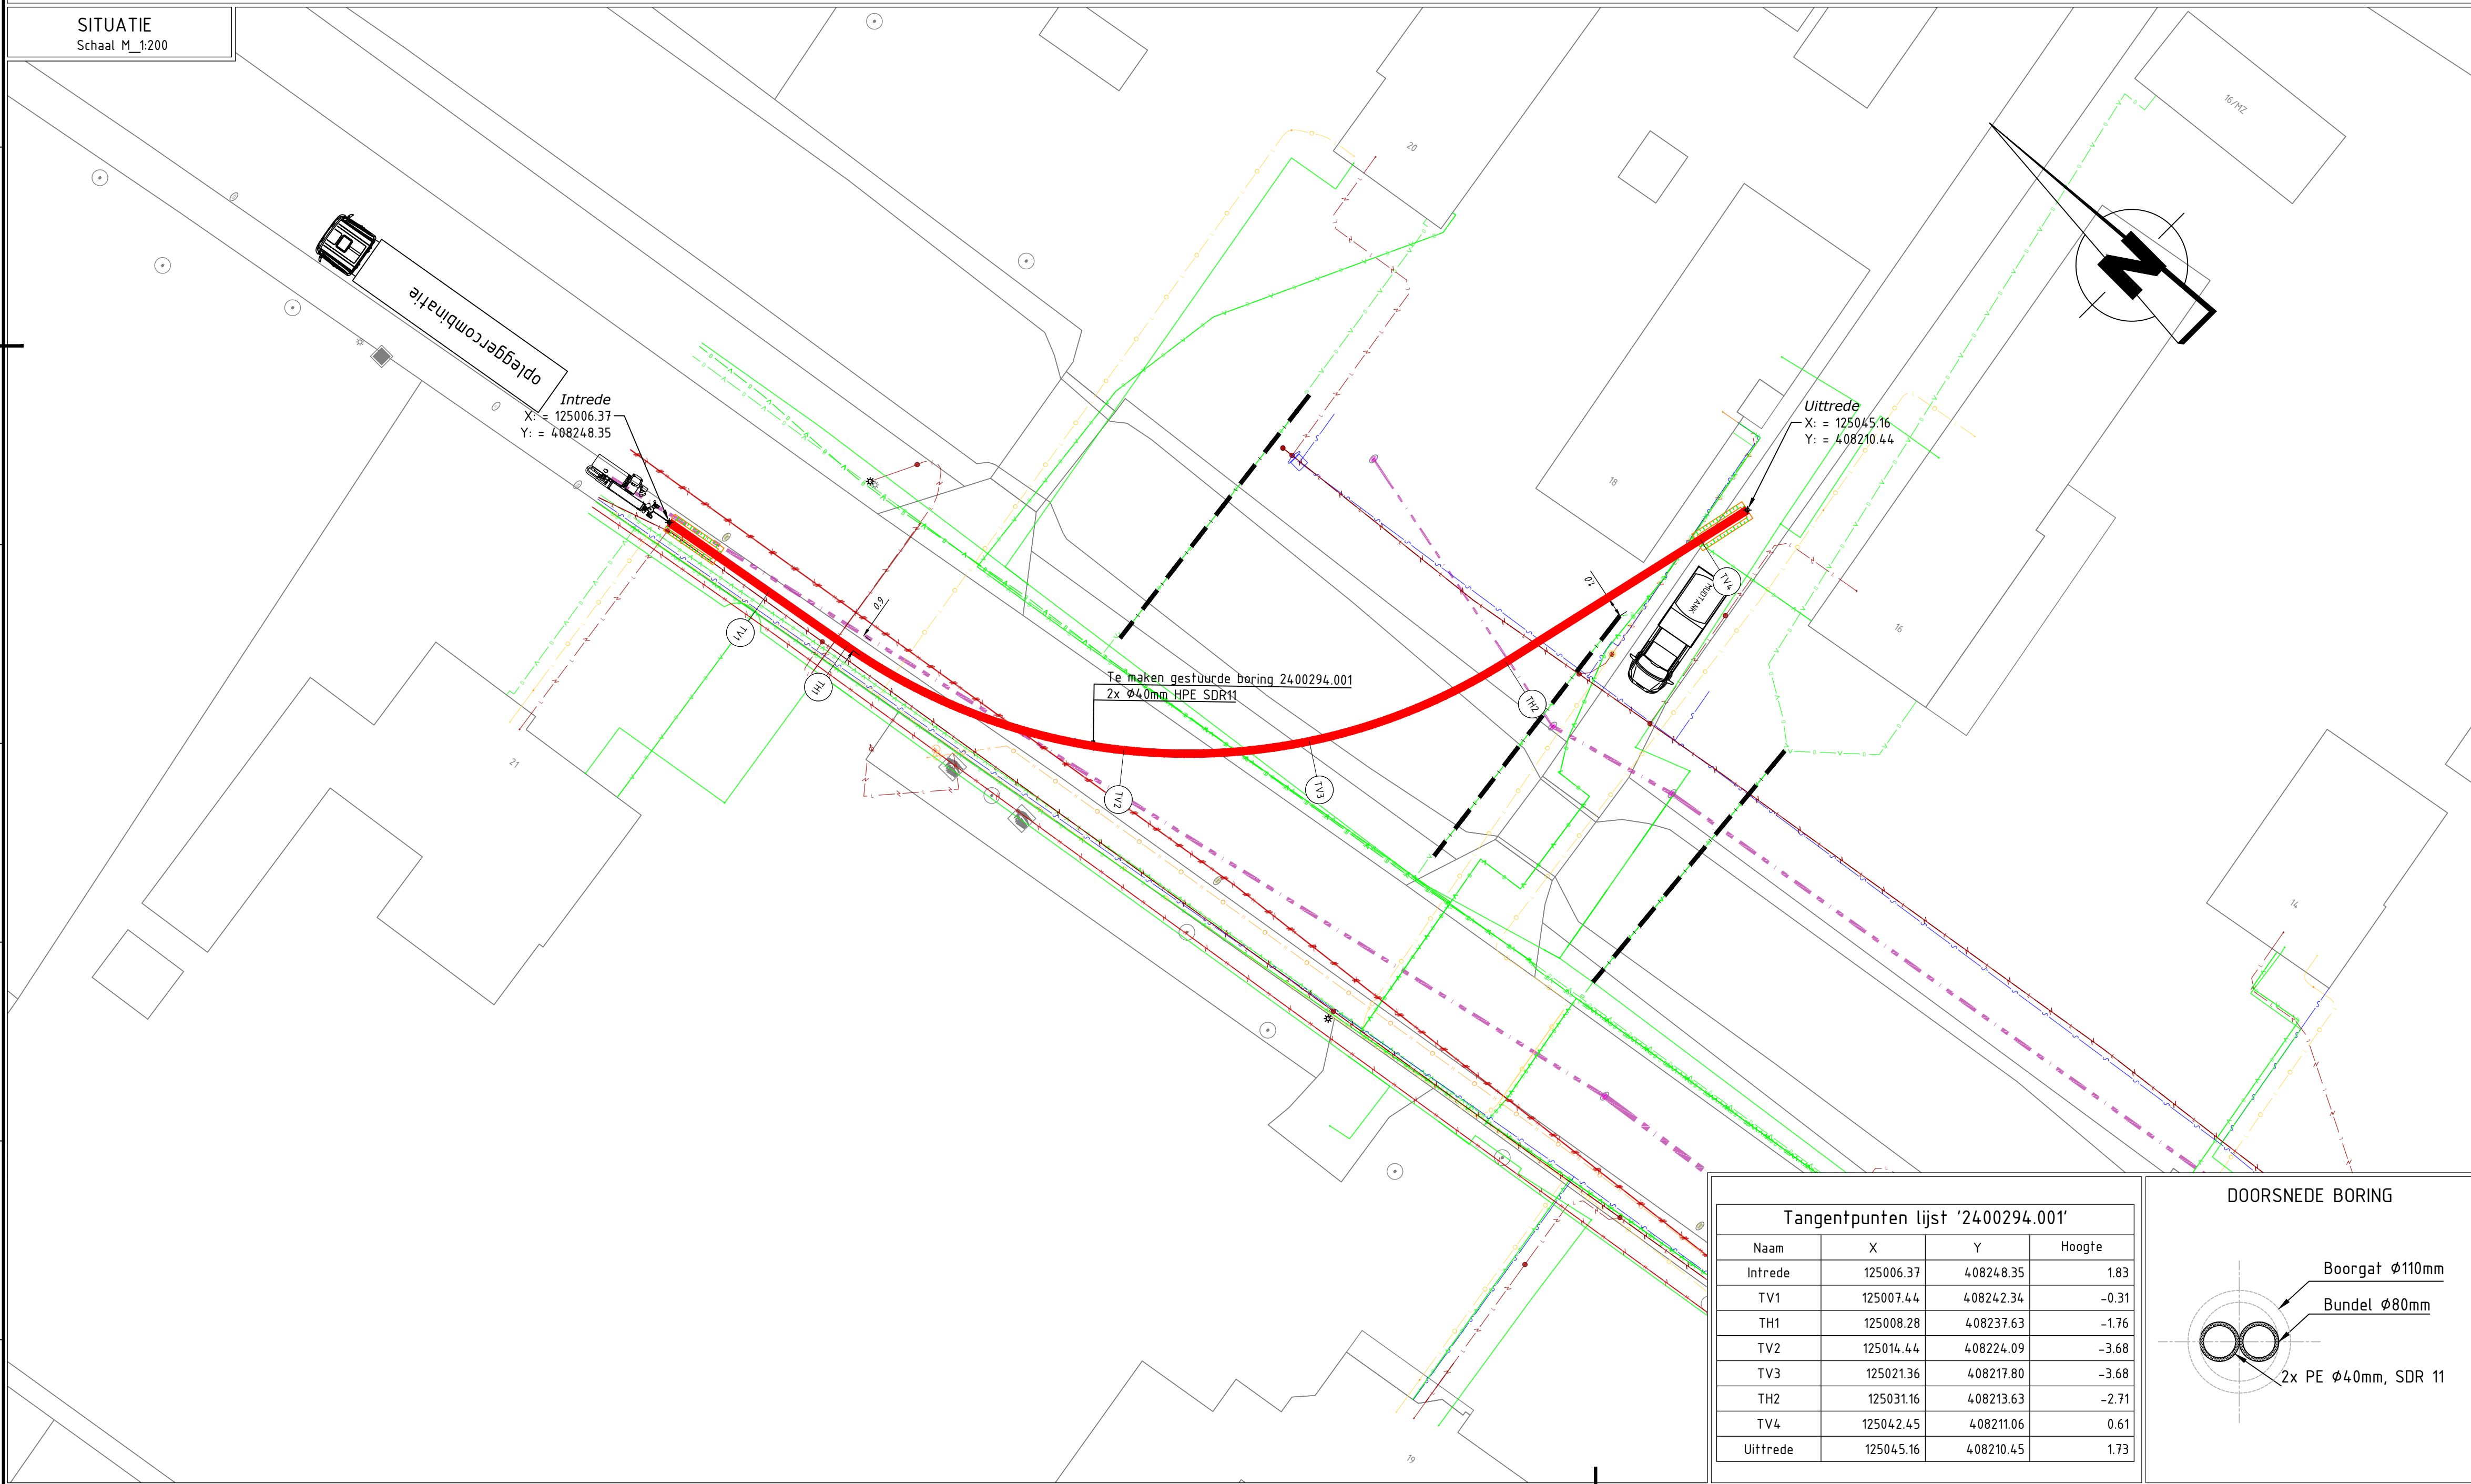 SITUATIE
Schaal M_1:200
opleggercombinatie
Intrede
X: = 125006.37
Y: = 408248.35
Uittrede
X: = 125045.16
Y: = 408210.44
20
16/MZ
18
16
14
21
19
N
MUDTANK
0.9
1.0
TV1
TH1
TV2
TV3
TH2
TV4
Te maken gestuurde boring 2400294.001
2x Ø40mm HPE SDR11
Tangentpunten lijst '2400294.001'
Naam X Y Hoogte
Intrede 125006.37 408248.35 1.83
TV1 125007.44 408242.34 -0.31
TH1 125008.28 408237.63 -1.76
TV2 125014.44 408224.09 -3.68
TV3 125021.36 408217.80 -3.68
TH2 125031.16 408213.63 -2.71
TV4 125042.45 408211.06 0.61
Uittrede 125045.16 408210.45 1.73
DOORSNEDE BORING
Boorgat Ø110mm
Bundel Ø80mm
2x PE Ø40mm, SDR 11